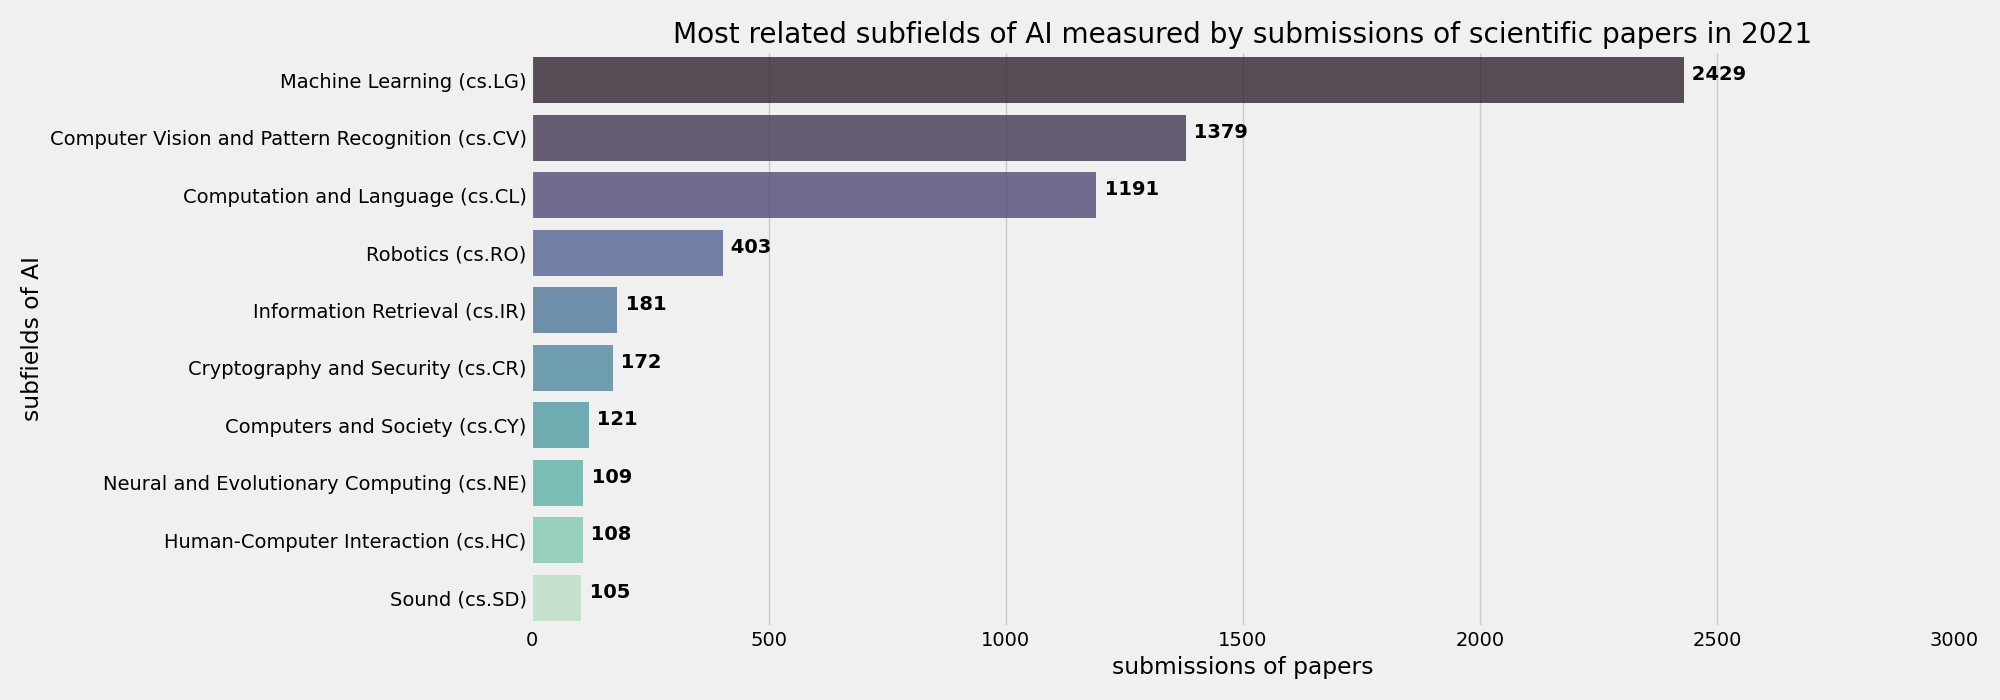 Most related subfields of AI measured by submissions of scientific papers in 2021
Machine Learning (cs.LG) 2429
Computer Vision and Pattern Recognition (cs.CV) 1379
Computation and Language (cs.CL) 1191
Robotics (cs.RO) 403
Information Retrieval (cs.IR) 181
Cryptography and Security (cs.CR) 172
Computers and Society (cs.CY) 121
Neural and Evolutionary Computing (cs.NE) 109
Human-Computer Interaction (cs.HC) 108
Sound (cs.SD) 105
subfields of AI
0 500 1000 1500 2000 2500 3000
submissions of papers